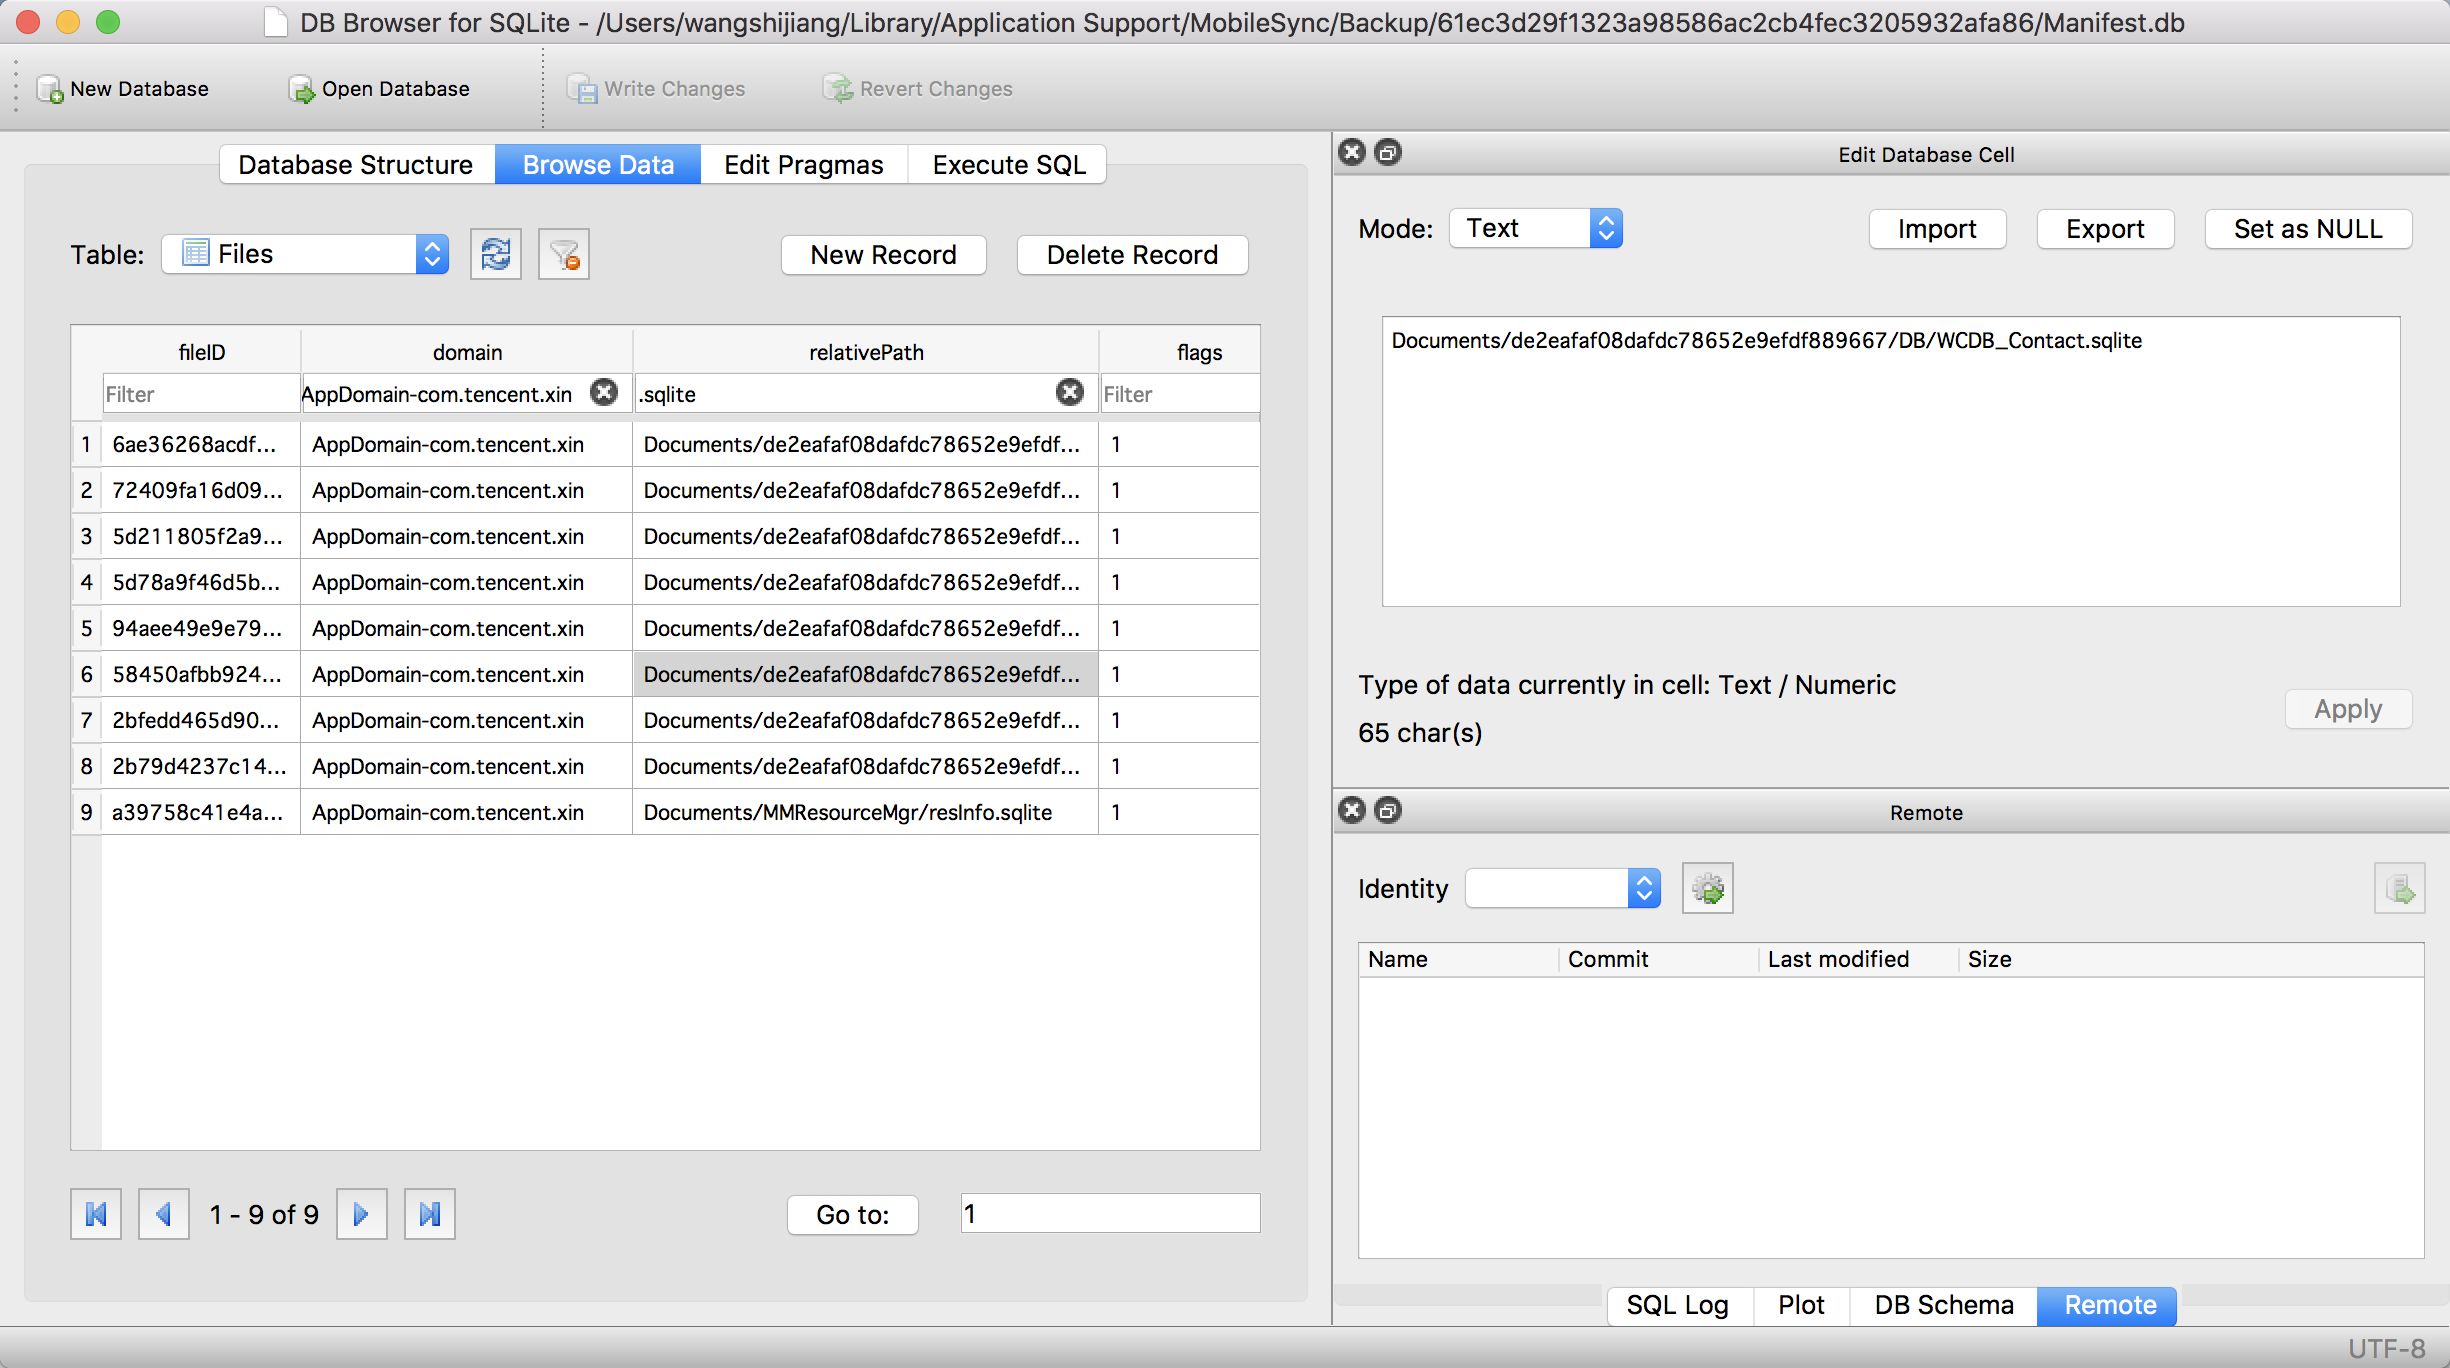 DB Browser for SQLite - /Users/wangshijiang/Library/Application Support/MobileSync/Backup/61ec3d29f1323a98586ac2cb4fec3205932afa86/Manifest.db
New Database Open Database Write Changes Revert Changes
Database Structure Browse Data Edit Pragmas Execute SQL
Table: Files New Record Delete Record
fileID domain relativePath flags
Filter AppDomain-com.tencent.xin .sqlite Filter
1 6ae36268acdf... AppDomain-com.tencent.xin Documents/de2eafaf08dafdc78652e9efdf... 1
2 72409fa16d09... AppDomain-com.tencent.xin Documents/de2eafaf08dafdc78652e9efdf... 1
3 5d211805f2a9... AppDomain-com.tencent.xin Documents/de2eafaf08dafdc78652e9efdf... 1
4 5d78a9f46d5b... AppDomain-com.tencent.xin Documents/de2eafaf08dafdc78652e9efdf... 1
5 94aee49e9e79... AppDomain-com.tencent.xin Documents/de2eafaf08dafdc78652e9efdf... 1
6 58450afbb924... AppDomain-com.tencent.xin Documents/de2eafaf08dafdc78652e9efdf... 1
7 2bfedd465d90... AppDomain-com.tencent.xin Documents/de2eafaf08dafdc78652e9efdf... 1
8 2b79d4237c14... AppDomain-com.tencent.xin Documents/de2eafaf08dafdc78652e9efdf... 1
9 a39758c41e4a... AppDomain-com.tencent.xin Documents/MMResourceMgr/resInfo.sqlite 1
1 - 9 of 9 Go to: 1
Edit Database Cell
Mode: Text Import Export Set as NULL
Documents/de2eafaf08dafdc78652e9efdf889667/DB/WCDB_Contact.sqlite
Type of data currently in cell: Text / Numeric
65 char(s)
Apply
Remote
Identity
Name Commit Last modified Size
SQL Log Plot DB Schema Remote
UTF-8